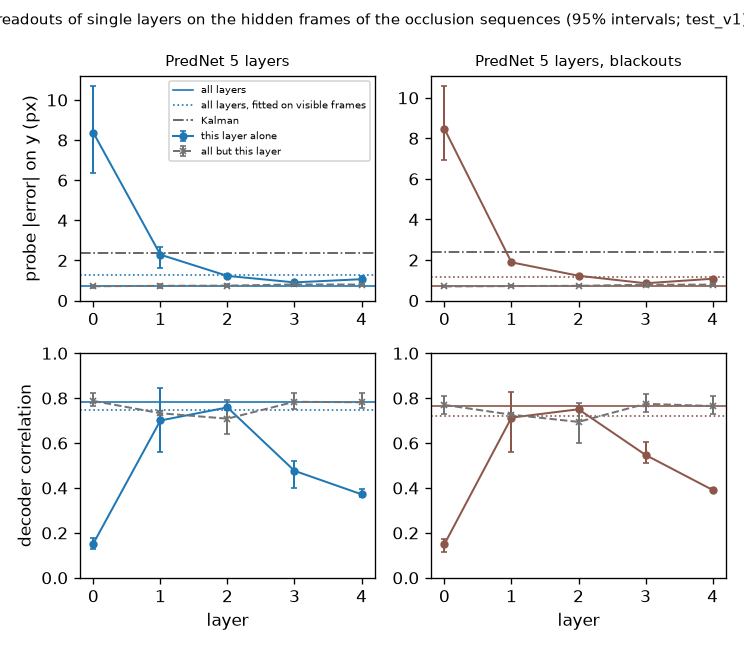 readouts of single layers on the hidden frames of the occlusion sequences (95% intervals; test_v1)
PredNet 5 layers
PredNet 5 layers, blackouts
probe |error| on y (px)
10
8
6
4
2
0
all layers
all layers, fitted on visible frames
Kalman
this layer alone
all but this layer
0 1 2 3 4
10
8
6
4
2
0
0 1 2 3 4
decoder correlation
1.0
0.8
0.6
0.4
0.2
0.0
0 1 2 3 4
layer
1.0
0.8
0.6
0.4
0.2
0.0
0 1 2 3 4
layer